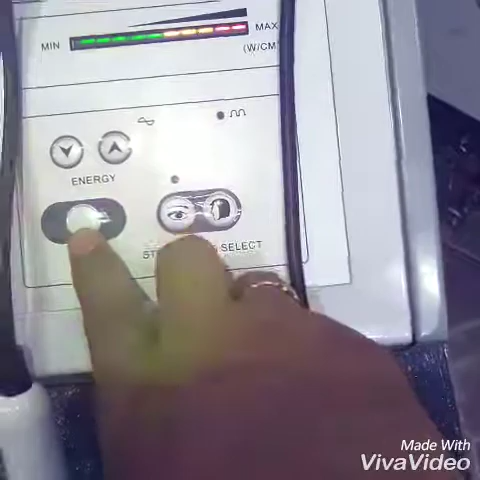 MIN
MAX
(W/CM
ENERGY
SELECT
Made With
VivaVideo